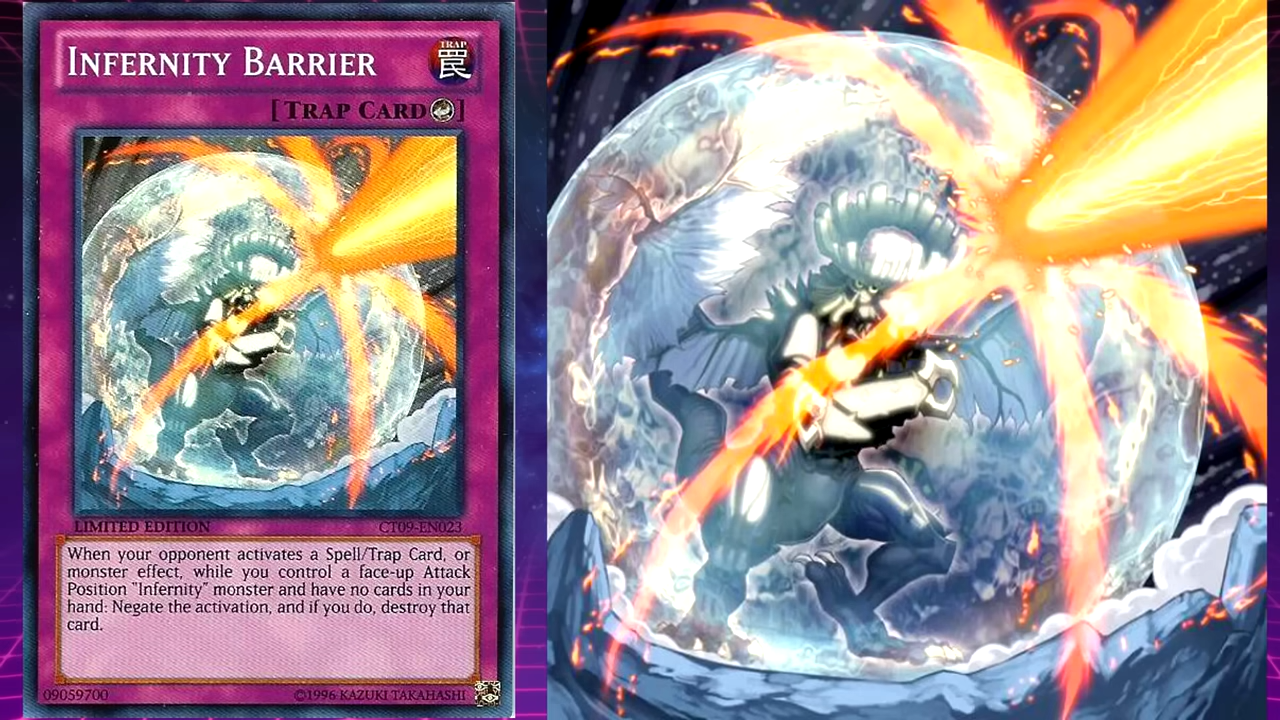 INFERNITY BARRIER
TRAP
罠
[TRAP CARD]
LIMITED EDITION
CT09-EN023
When your opponent activates a Spell/Trap Card, or
monster effect, while you control a face-up Attack
Position "Infernity" monster and have no cards in your
hand: Negate the activation, and if you do, destroy that
card.
09059700
©1996 KAZUKI TAKAHASHI